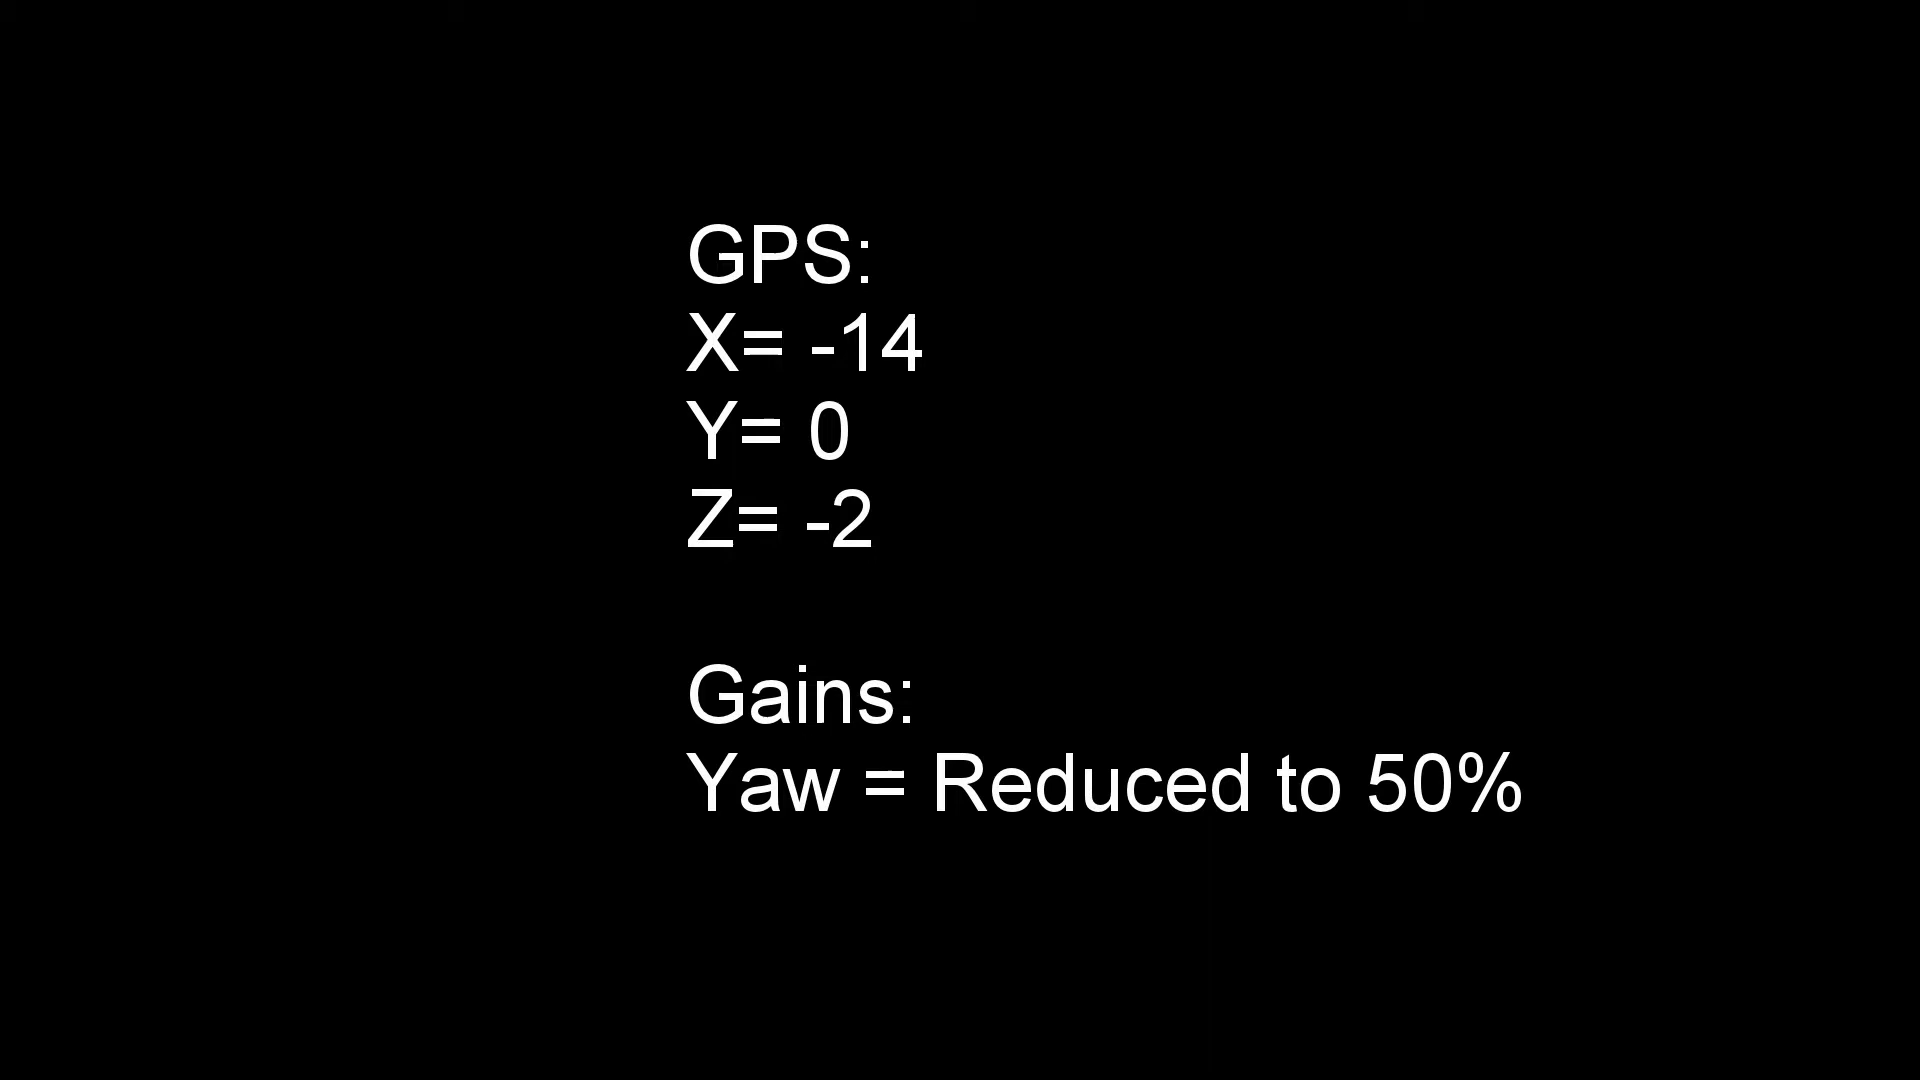 GPS:
X= -14
Y= 0
Z= -2
Gains:
Yaw = Reduced to 50%